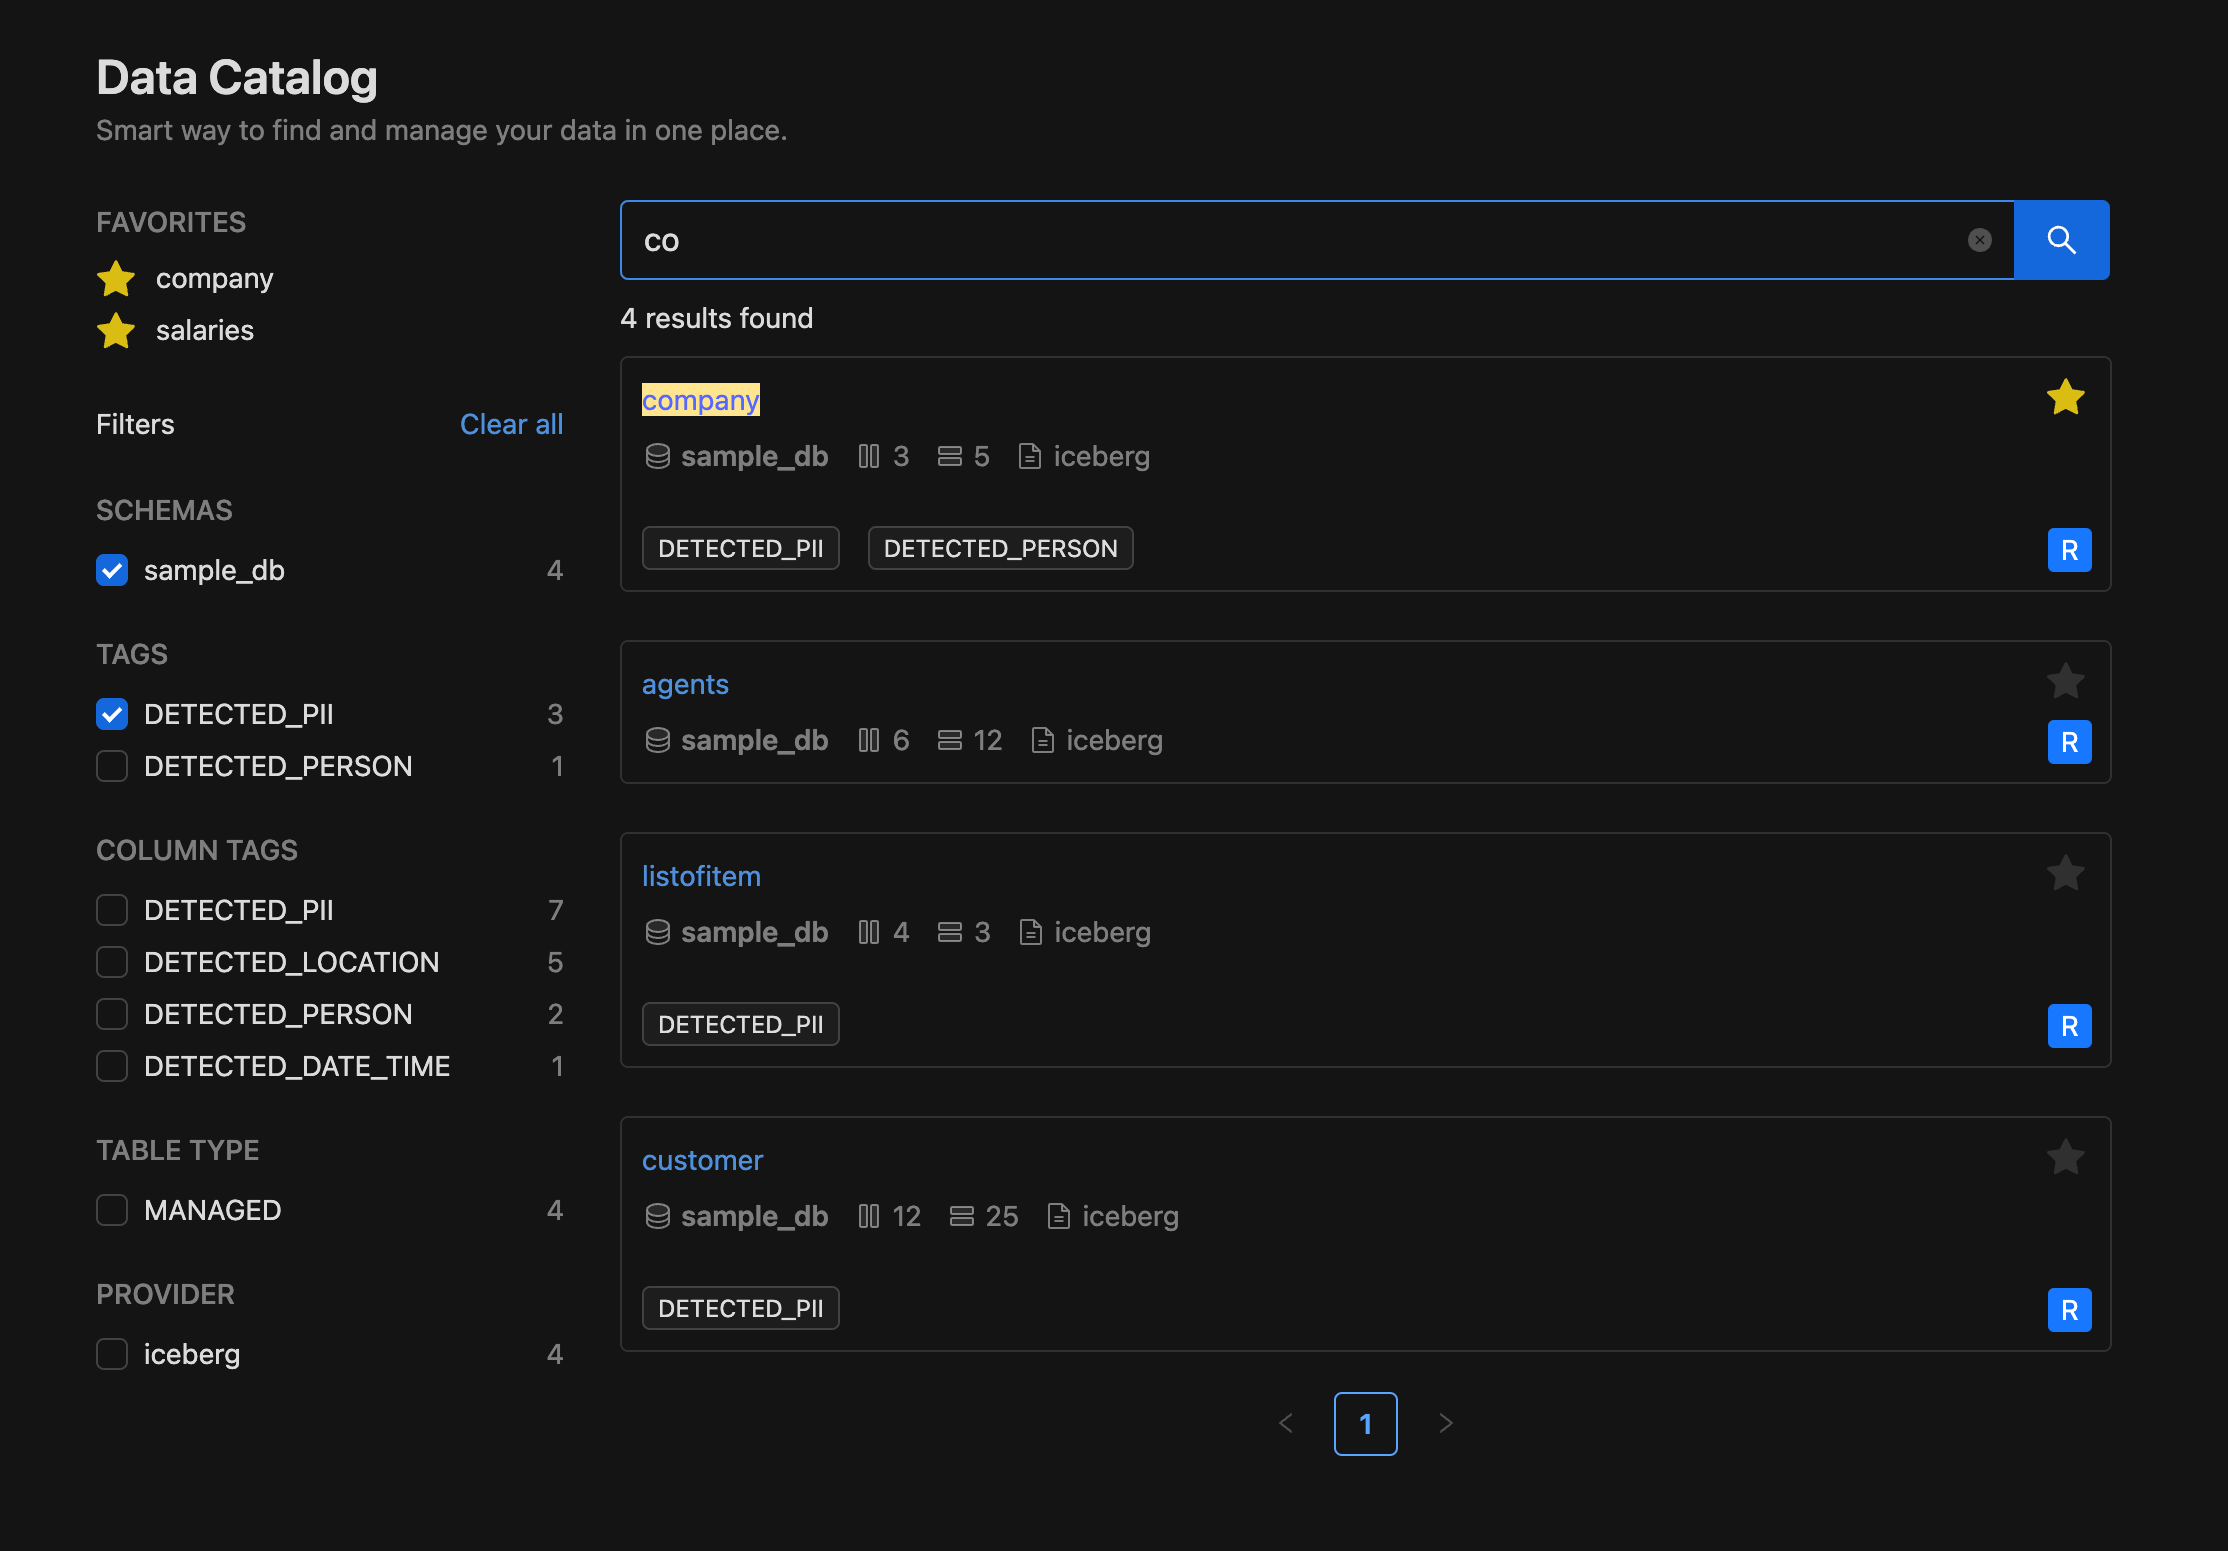 Data Catalog
Smart way to find and manage your data in one place.
FAVORITES
company
salaries
Filters Clear all
SCHEMAS
sample_db 4
TAGS
DETECTED_PII 3
DETECTED_PERSON 1
COLUMN TAGS
DETECTED_PII 7
DETECTED_LOCATION 5
DETECTED_PERSON 2
DETECTED_DATE_TIME 1
TABLE TYPE
MANAGED 4
PROVIDER
iceberg 4
co
4 results found
company
sample_db 3 5 iceberg
DETECTED_PII DETECTED_PERSON R
agents
sample_db 6 12 iceberg R
listofitem
sample_db 4 3 iceberg
DETECTED_PII R
customer
sample_db 12 25 iceberg
DETECTED_PII R
1